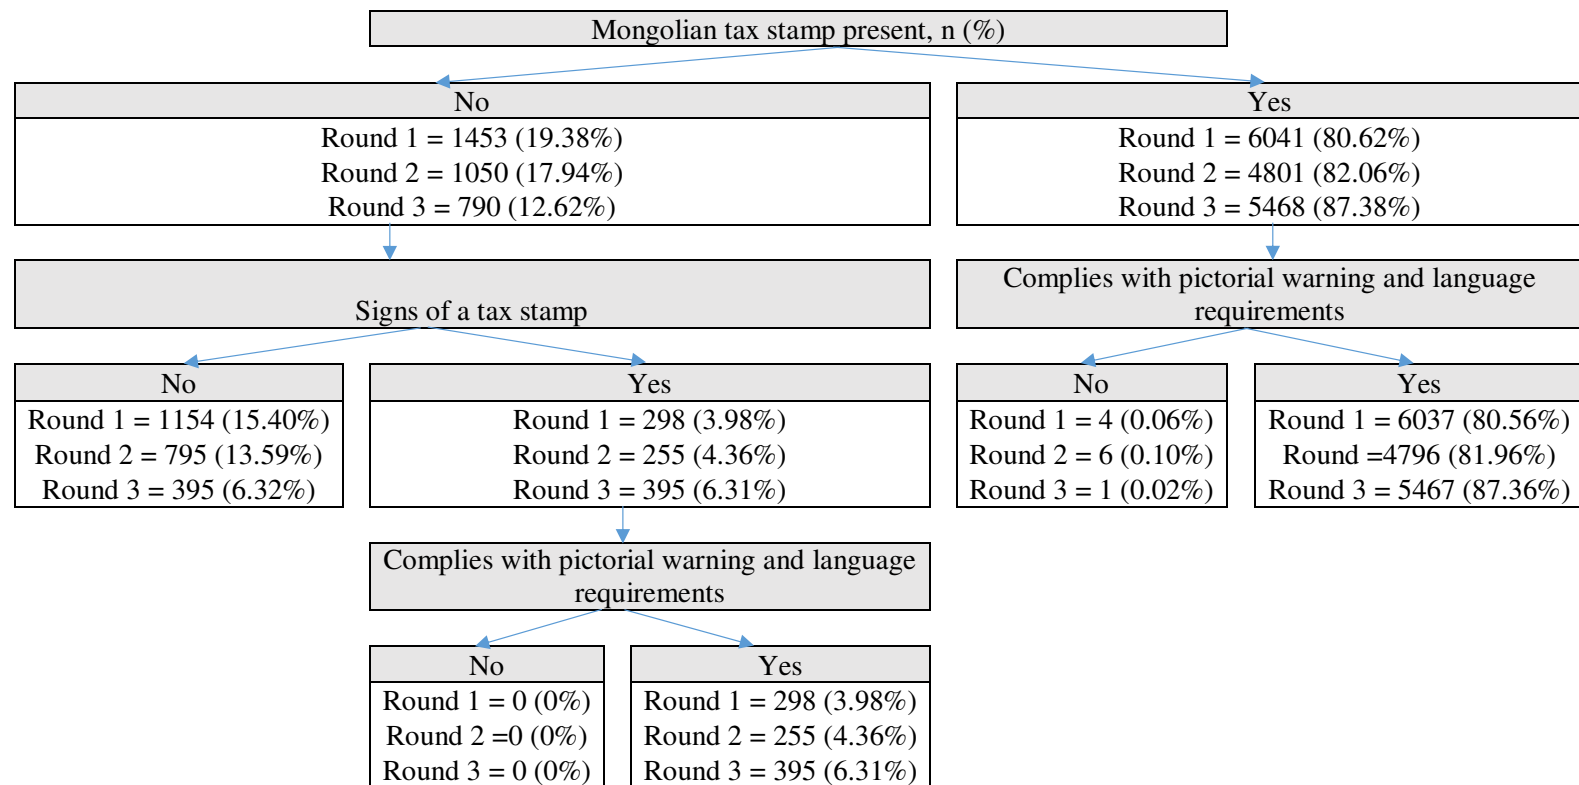 Mongolian tax stamp present, n (%)
No
Round 1 = 1453 (19.38%)
Round 2 = 1050 (17.94%)
Round 3 = 790 (12.62%)
Yes
Round 1 = 6041 (80.62%)
Round 2 = 4801 (82.06%)
Round 3 = 5468 (87.38%)
Signs of a tax stamp
Complies with pictorial warning and language
requirements
No
Round 1 = 1154 (15.40%)
Round 2 = 795 (13.59%)
Round 3 = 395 (6.32%)
Yes
Round 1 = 298 (3.98%)
Round 2 = 255 (4.36%)
Round 3 = 395 (6.31%)
No
Round 1 = 4 (0.06%)
Round 2 = 6 (0.10%)
Round 3 = 1 (0.02%)
Yes
Round 1 = 6037 (80.56%)
Round =4796 (81.96%)
Round 3 = 5467 (87.36%)
Complies with pictorial warning and language
requirements
No
Round 1 = 0 (0%)
Round 2 =0 (0%)
Round 3 = 0 (0%)
Yes
Round 1 = 298 (3.98%)
Round 2 = 255 (4.36%)
Round 3 = 395 (6.31%)